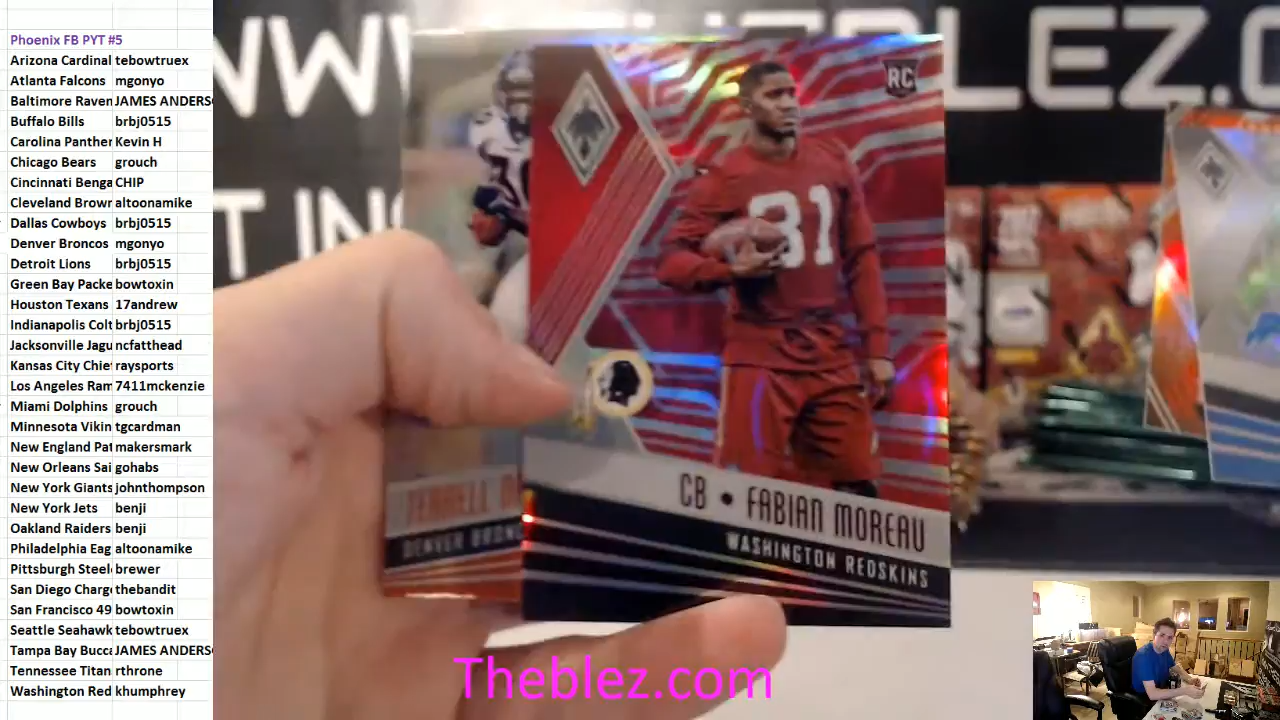 Phoenix FB PYT #5
Arizona Cardinal tebowtruex
Atlanta Falcons mgonyo
Baltimore Raven JAMES ANDERS
Buffalo Bills brbj0515
Carolina Panther Kevin H
Chicago Bears grouch
Cincinnati Benga CHIP
Cleveland Brown altoonamike
Dallas Cowboys brbj0515
Denver Broncos mgonyo
Detroit Lions brbj0515
Green Bay Packe bowtoxin
Houston Texans 17andrew
Indianapolis Colt brbj0515
Jacksonville Jagu ncfatthead
Kansas City Chie raysports
Los Angeles Ram 7411mckenzie
Miami Dolphins grouch
Minnesota Vikin tgcardman
New England Pat makersmark
New Orleans Sai gohabs
New York Giants johnthompson
New York Jets benji
Oakland Raiders benji
Philadelphia Eag altoonamike
Pittsburgh Steel brewer
San Diego Charg thebandit
San Francisco 49 bowtoxin
Seattle Seahawk tebowtruex
Tampa Bay Bucca JAMES ANDERS
Tennessee Titan rthrone
Washington Red khumphrey
RC
81
CB • FABIAN MOREAU
WASHINGTON REDSKINS
TERRELL D
DENVER BRONC
Theblez.com